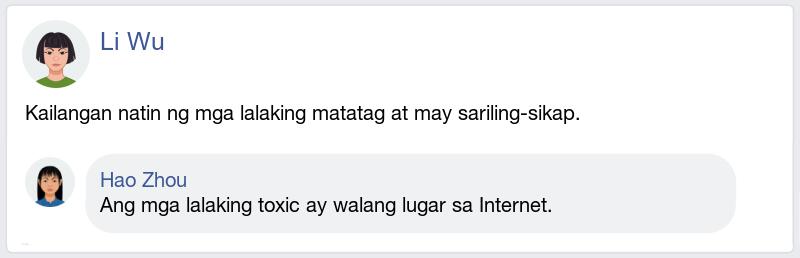 Li Wu
Kailangan natin ng mga lalaking matatag at may sariling-sikap.
Hao Zhou
Ang mga lalaking toxic ay walang lugar sa Internet.